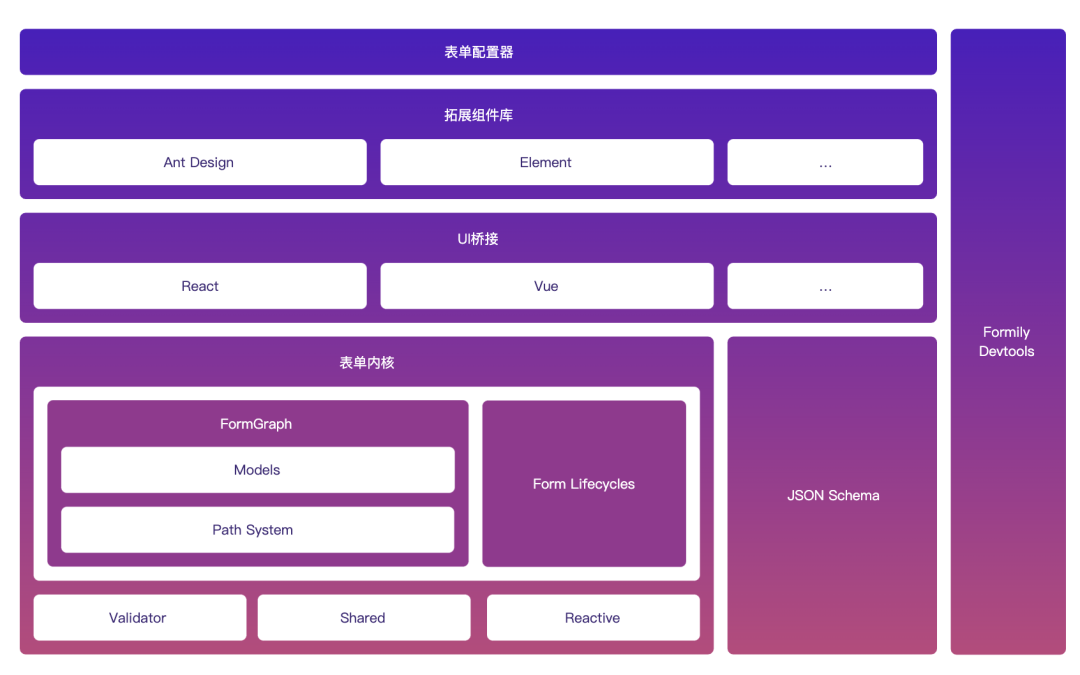 表单配置器
拓展组件库
Ant Design
Element
...
UI桥接
React
Vue
...
表单内核
FormGraph
Models
Path System
Form Lifecycles
Validator
Shared
Reactive
JSON Schema
Formily
Devtools